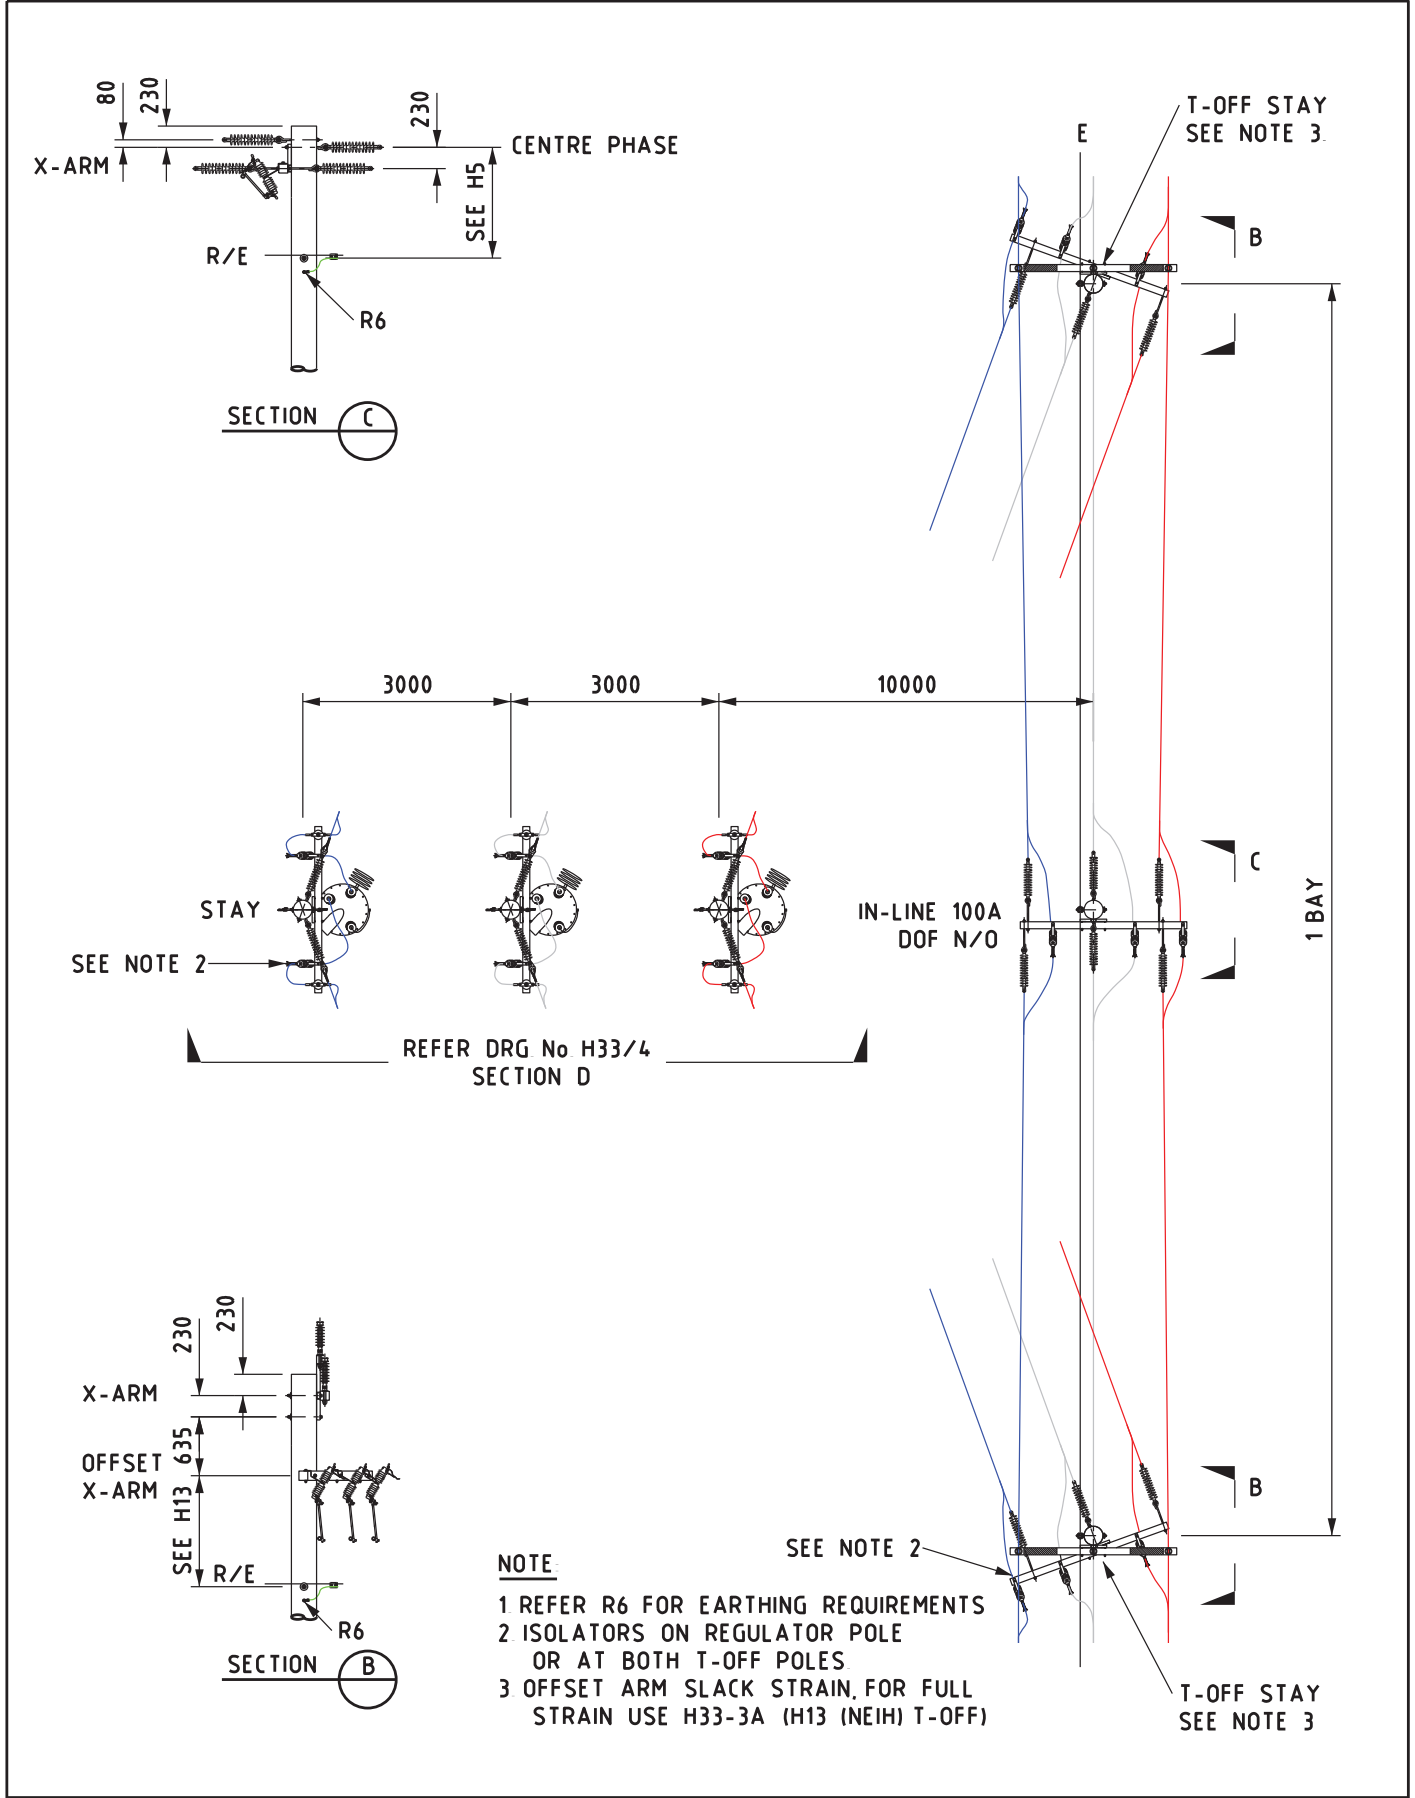 80
230
230
CENTRE PHASE
X-ARM
SEE H5
R/E
R6
SECTION C
E
T-OFF STAY
SEE NOTE 3.
B
3000
3000
10000
STAY
SEE NOTE 2
IN-LINE 100A
DOF N/O
C
1 BAY
REFER DRG. No. H33/4
SECTION D
230
230
X-ARM
635
OFFSET
X-ARM
SEE H13
R/E
R6
SECTION B
SEE NOTE 2
B
T-OFF STAY
SEE NOTE 3
NOTE:
1. REFER R6 FOR EARTHING REQUIREMENTS
2. ISOLATORS ON REGULATOR POLE
OR AT BOTH T-OFF POLES.
3. OFFSET ARM SLACK STRAIN, FOR FULL
STRAIN USE H33-3A (H13 (NEIH) T-OFF)